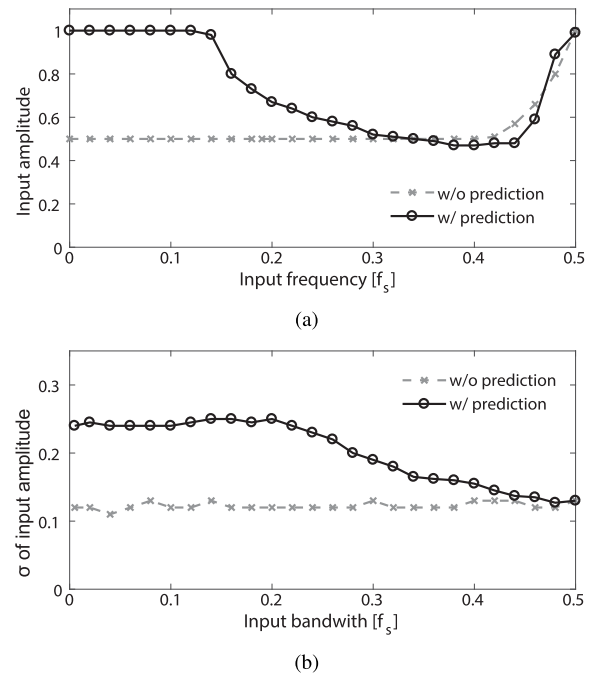 1
0.8
0.6
0.4
0.2
0
Input amplitude
w/o prediction
w/ prediction
0 0.1 0.2 0.3 0.4 0.5
Input frequency [fs]
(a)
0.3
0.2
0.1
0
σ of input amplitude
w/o prediction
w/ prediction
0 0.1 0.2 0.3 0.4 0.5
Input bandwith [fs]
(b)